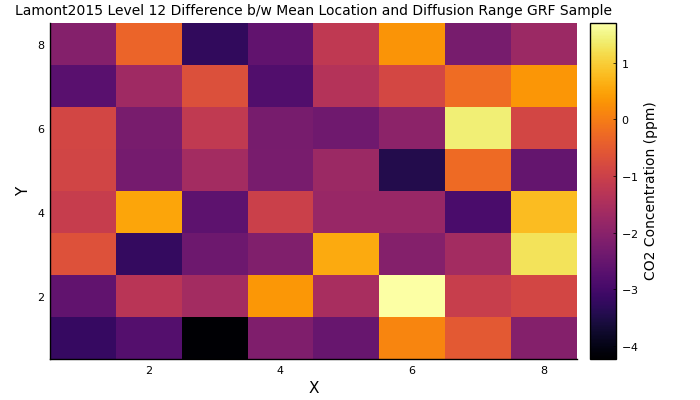 Lamont2015 Level 12 Difference b/w Mean Location and Diffusion Range GRF Sample
8
6
4
2
Y
2 4 6 8
X
1
0
−1
−2
−3
−4
CO2 Concentration (ppm)